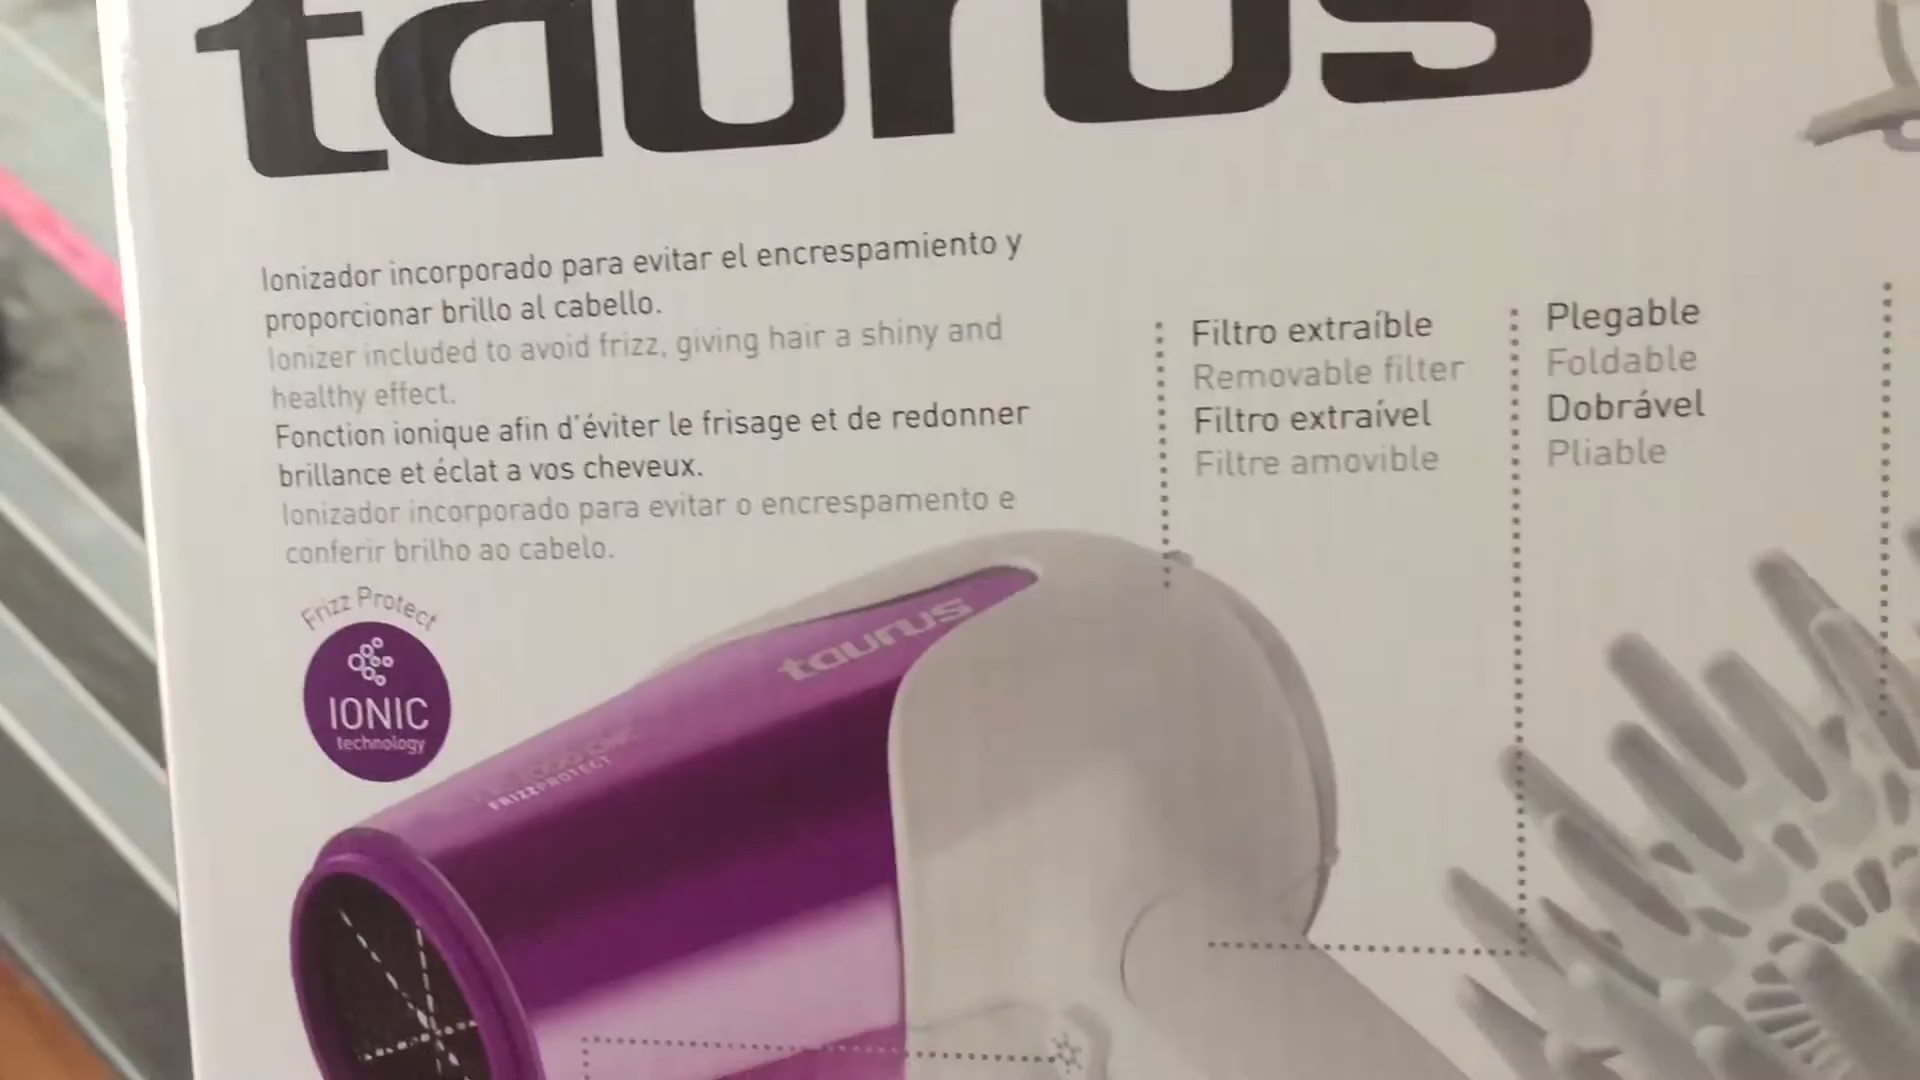 taurus
Ionizador incorporado para evitar el encrespamiento y
proporcionar brillo al cabello.
Ionizer included to avoid frizz, giving hair a shiny and
healthy effect.
Fonction ionique afin d'éviter le frisage et de redonner
brillance et éclat a vos cheveux.
Ionizador incorporado para evitar o encrespamento e
conferir brilho ao cabelo.
Filtro extraíble
Removable filter
Filtro extraível
Filtre amovible
Plegable
Foldable
Dobrável
Pliable
Frizz Protect
IONIC
technology
taurus
FRIZZPROTECT